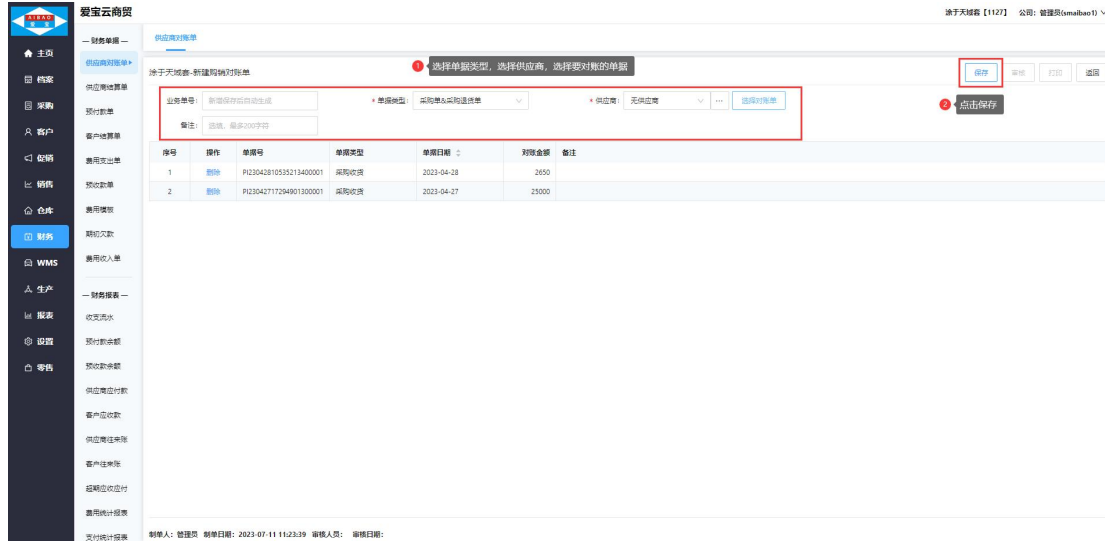 AIBAO
爱宝
爱宝云商贸
涂于天域套【1127】 公司：管理员(smaibao1)
主页
档案
采购
客户
促销
销售
仓库
财务
WMS
生产
报表
设置
零售
— 财务单据 —
供应商对账单
供应商结算单
预付款单
客户结算单
费用支出单
预收款单
费用模板
期初欠款
费用收入单
— 财务报表 —
收支流水
预付款余额
预收款余额
供应商应付款
客户应收款
供应商往来账
客户往来账
超期应收应付
费用统计报表
支付统计报表
供应商对账单
涂于天域套-新建购销对账单
1 选择单据类型，选择供应商，选择要对账的单据
保存 审核 打印 返回
2 点击保存
业务单号： 新增保存后自动生成 * 单据类型： 采购单&采购退货单 * 供应商： 无供应商 ... 选择对账单
备注： 选填，最多200字符
序号 操作 单据号 单据类型 单据日期 对账金额 备注
1 删除 PI23042810535213400001 采购收货 2023-04-28 2650
2 删除 PI23042717294901300001 采购收货 2023-04-27 25000
制单人：管理员 制单日期：2023-07-11 11:23:39 审核人员： 审核日期：